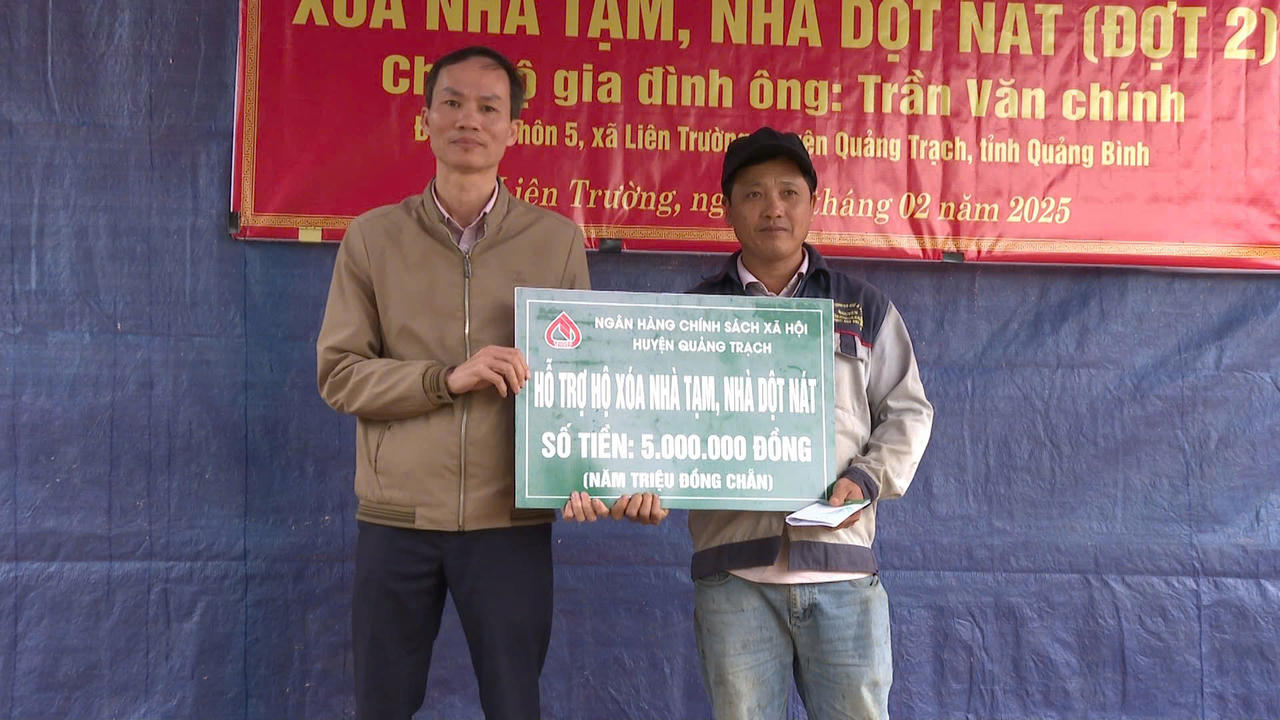 XÓA NHÀ TẠM, NHÀ DỘT NÁT (ĐỢT 2)
gia đình ông: Trần Văn chính
5, xã Liên Trường, Quảng Trạch, tỉnh Quảng Bình
Liên Trường, tháng 02 năm 2025
NGÂN HÀNG CHÍNH SÁCH XÃ HỘI
HUYỆN QUẢNG TRẠCH
HỖ TRỢ HỘ XÓA NHÀ TẠM, NHÀ DỘT NÁT
SỐ TIỀN: 5.000.000 ĐỒNG
(NĂM TRIỆU ĐỒNG CHẴN)